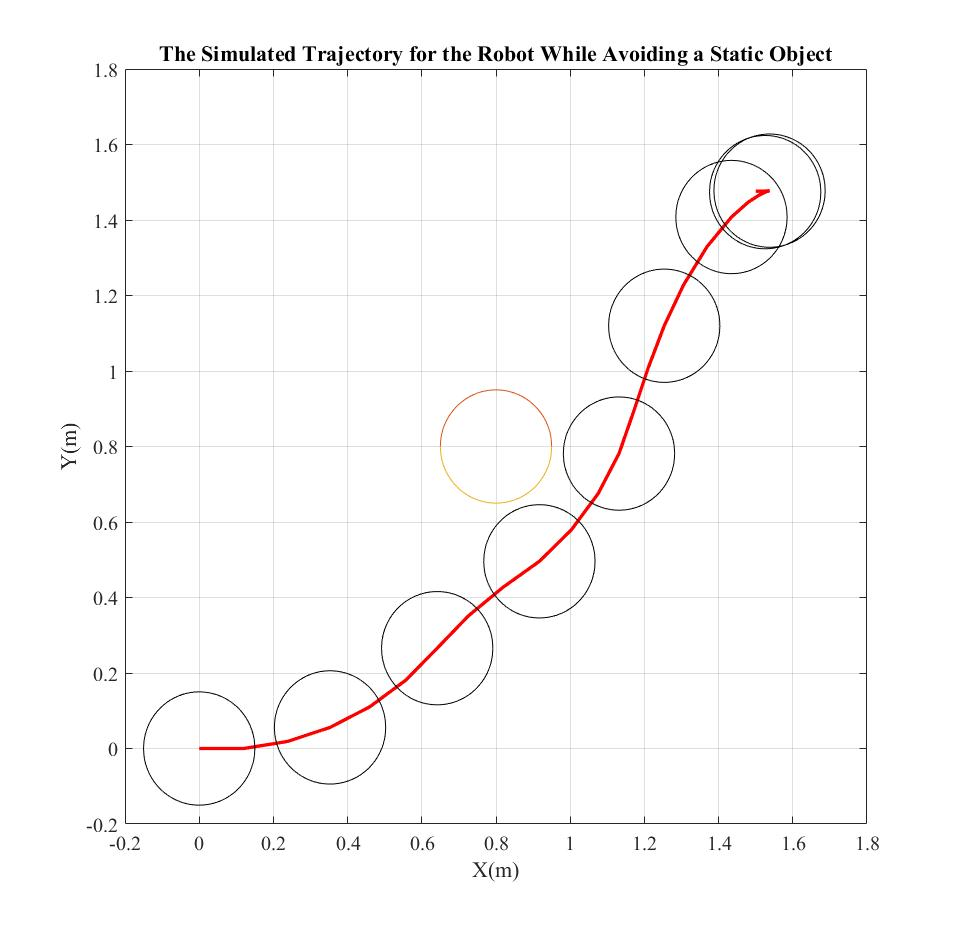 The Simulated Trajectory for the Robot While Avoiding a Static Object
1.8
1.6
1.4
1.2
1
0.8
0.6
0.4
0.2
0
-0.2
Y(m)
-0.2 0 0.2 0.4 0.6 0.8 1 1.2 1.4 1.6 1.8
X(m)